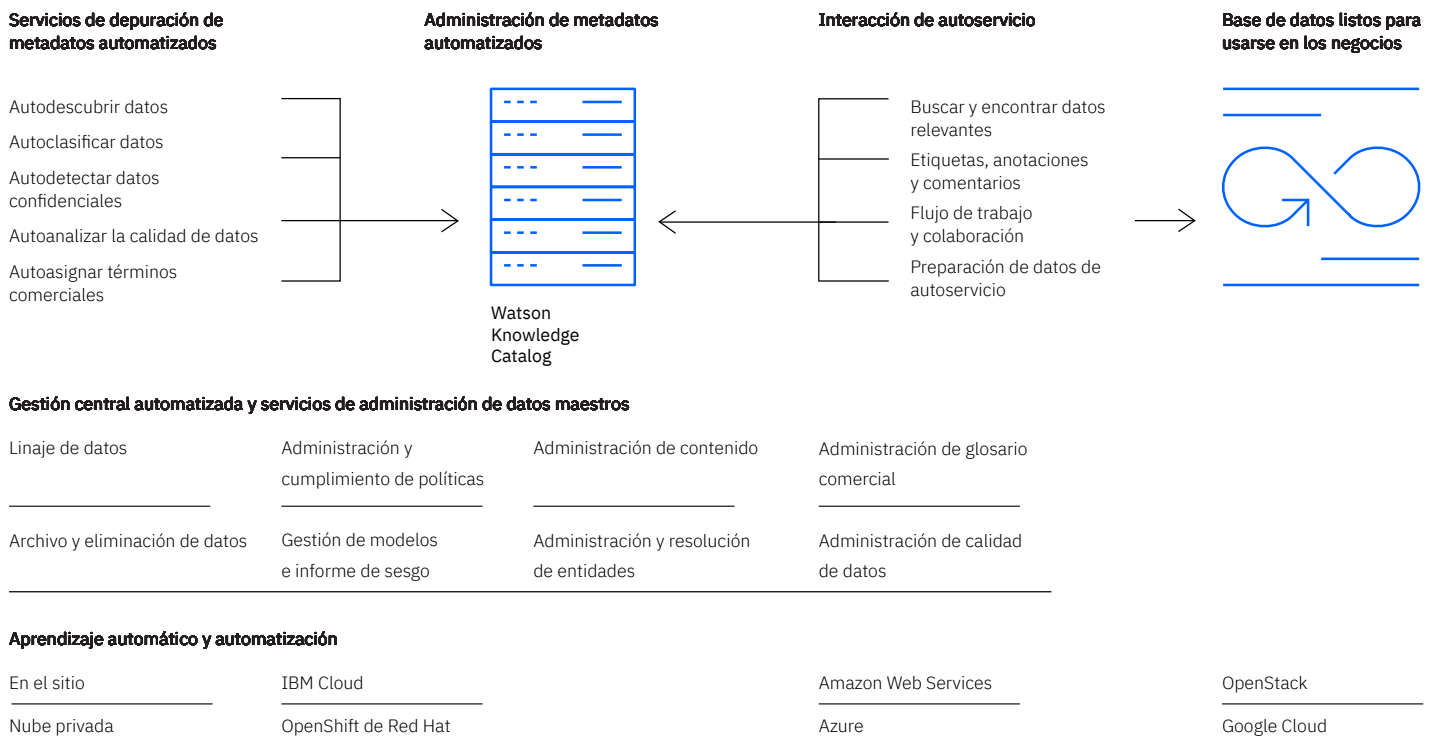 Servicios de depuración de
metadatos automatizados
Administración de metadatos
automatizados
Interacción de autoservicio
Base de datos listos para
usarse en los negocios
Autodescubrir datos
Autoclasificar datos
Autodetectar datos
confidenciales
Autoanalizar la calidad de datos
Autoasignar términos
comerciales
Watson
Knowledge
Catalog
Buscar y encontrar datos
relevantes
Etiquetas, anotaciones
y comentarios
Flujo de trabajo
y colaboración
Preparación de datos de
autoservicio
Gestión central automatizada y servicios de administración de datos maestros
Linaje de datos
Administración y
cumplimiento de políticas
Administración de contenido
Administración de glosario
comercial
Archivo y eliminación de datos
Gestión de modelos
e informe de sesgo
Administración y resolución
de entidades
Administración de calidad
de datos
Aprendizaje automático y automatización
En el sitio
IBM Cloud
Amazon Web Services
OpenStack
Nube privada
OpenShift de Red Hat
Azure
Google Cloud